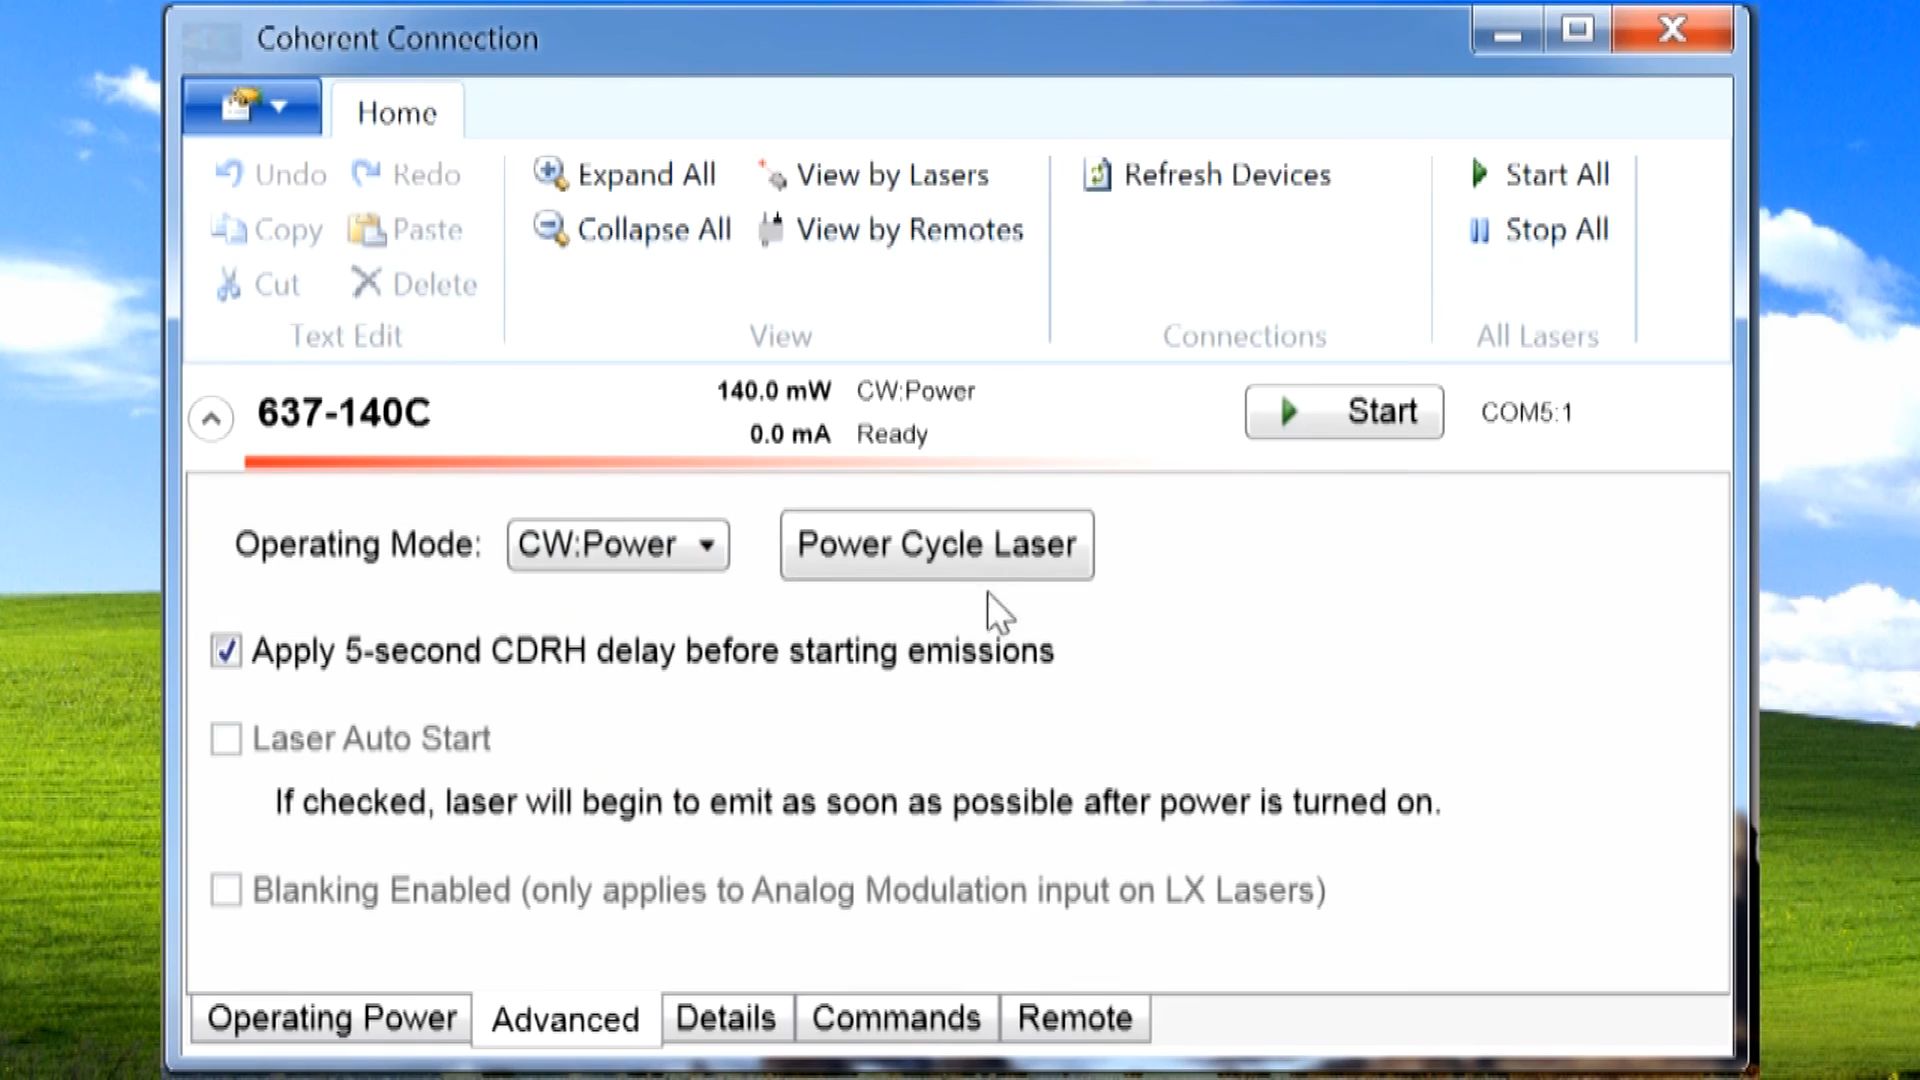 Coherent Connection
Home
Undo Redo
Copy Paste
Cut Delete
Text Edit
Expand All View by Lasers
Collapse All View by Remotes
View
Refresh Devices
Connections
Start All
Stop All
All Lasers
637-140C
140.0 mW CW:Power
0.0 mA Ready
Start
COM5:1
Operating Mode: CW:Power Power Cycle Laser
Apply 5-second CDRH delay before starting emissions
Laser Auto Start
If checked, laser will begin to emit as soon as possible after power is turned on.
Blanking Enabled (only applies to Analog Modulation input on LX Lasers)
Operating Power Advanced Details Commands Remote